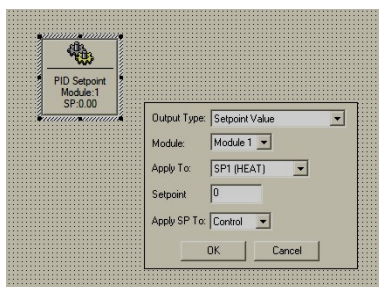 PID Setpoint
Module:1
SP:0.00
Output Type: Setpoint Value
Module: Module 1
Apply To: SP1 (HEAT)
Setpoint 0
Apply SP To: Control
OK Cancel